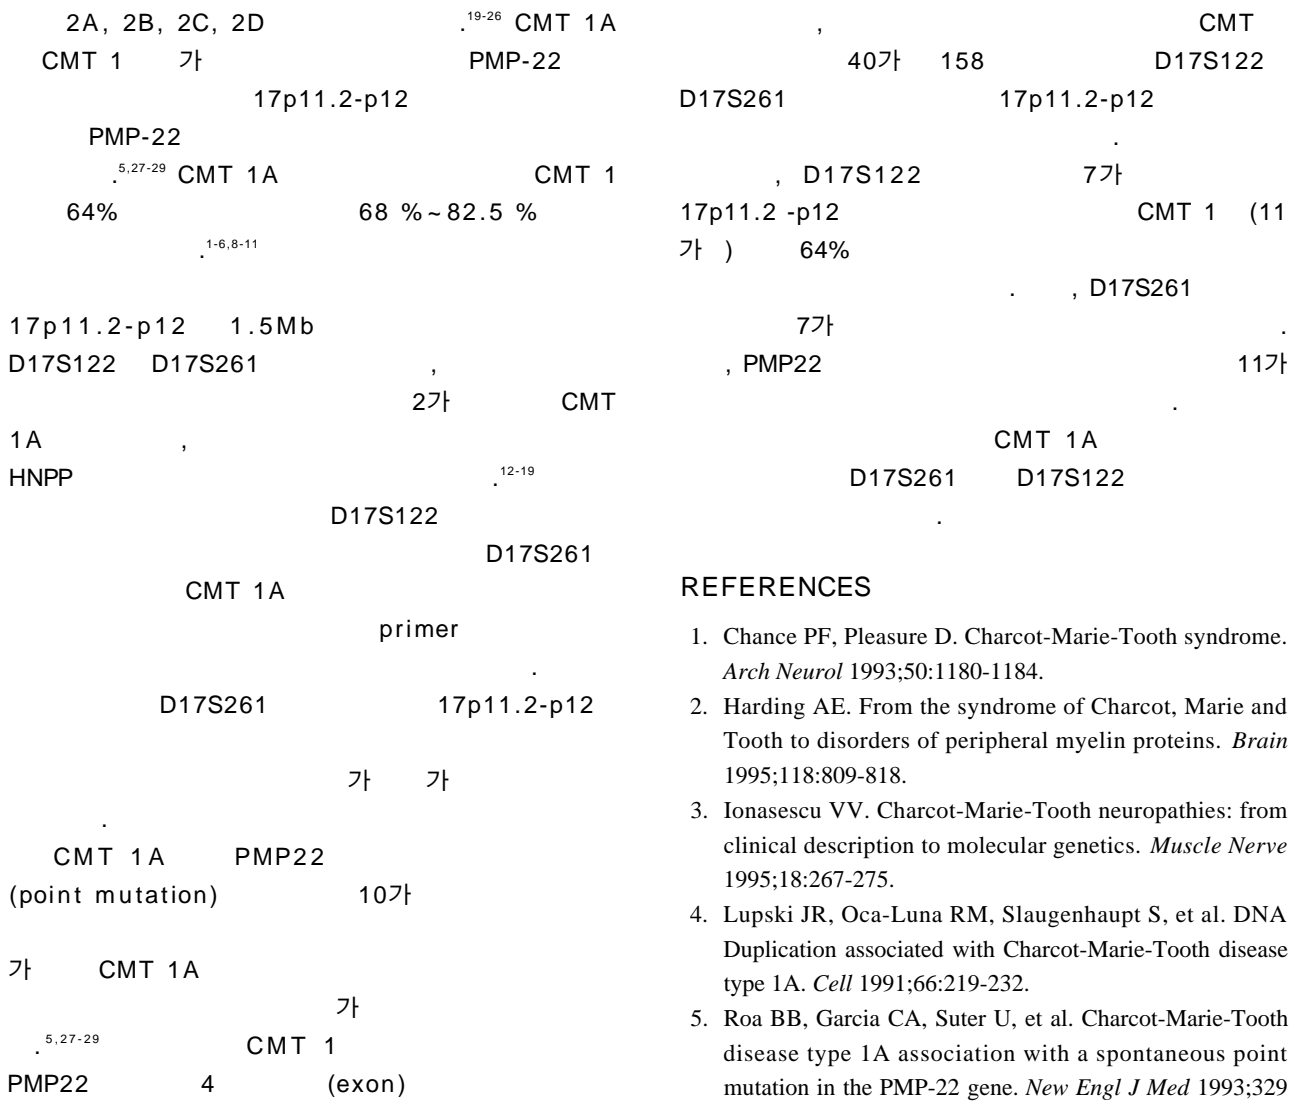 2A, 2B, 2C, 2D .19-26 CMT 1A
CMT 1 가 PMP-22
17p11.2-p12
PMP-22
.5,27-29 CMT 1A CMT 1
64% 68 %~82.5 %
.1-6,8-11
17p11.2-p12 1.5Mb
D17S122 D17S261 ,
2가 CMT
1A ,
HNPP .12-19
D17S122
D17S261
CMT 1A
primer
.
D17S261 17p11.2-p12
가 가
.
CMT 1A PMP22
(point mutation) 10가
가 CMT 1A
가
.5,27-29 CMT 1
PMP22 4 (exon)
, CMT
40가 158 D17S122
D17S261 17p11.2-p12
.
, D17S122 7가
17p11.2 -p12 CMT 1 (11
가 ) 64%
. , D17S261
7가 .
, PMP22 11가
.
CMT 1A
D17S261 D17S122
.
REFERENCES
1. Chance PF, Pleasure D. Charcot-Marie-Tooth syndrome.
Arch Neurol 1993;50:1180-1184.
2. Harding AE. From the syndrome of Charcot, Marie and
Tooth to disorders of peripheral myelin proteins. Brain
1995;118:809-818.
3. Ionasescu VV. Charcot-Marie-Tooth neuropathies: from
clinical description to molecular genetics. Muscle Nerve
1995;18:267-275.
4. Lupski JR, Oca-Luna RM, Slaugenhaupt S, et al. DNA
Duplication associated with Charcot-Marie-Tooth disease
type 1A. Cell 1991;66:219-232.
5. Roa BB, Garcia CA, Suter U, et al. Charcot-Marie-Tooth
disease type 1A association with a spontaneous point
mutation in the PMP-22 gene. New Engl J Med 1993;329